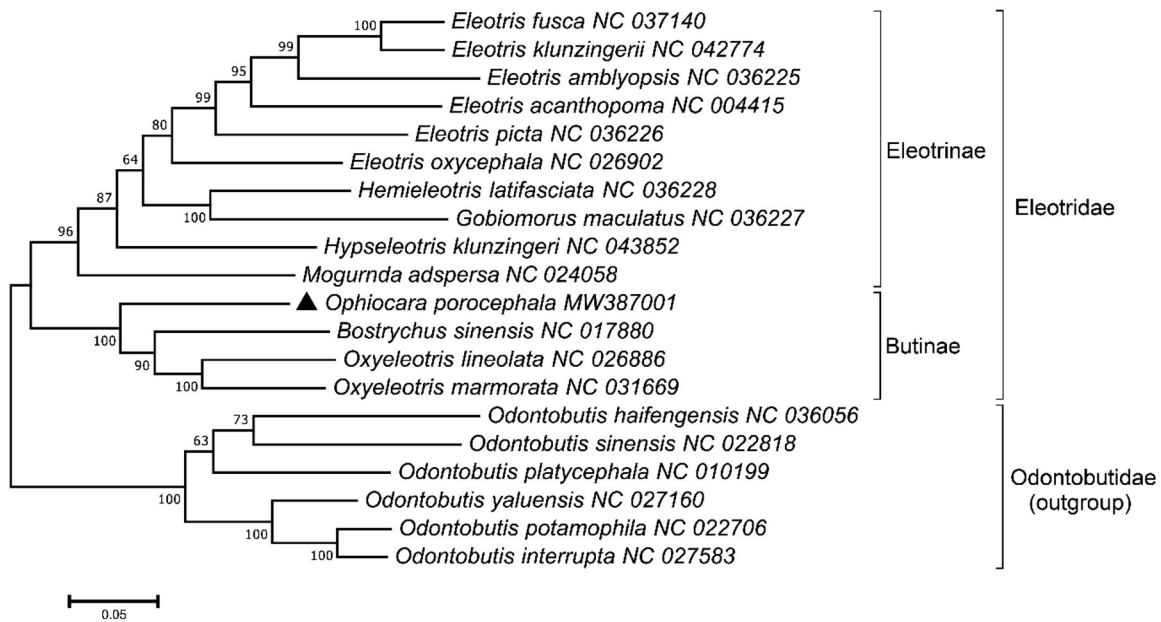 Eleotris fusca NC 037140
100
Eleotris klunzingerii NC 042774
99
Eleotris amblyopsis NC 036225
95
Eleotris acanthopoma NC 004415
99
Eleotris picta NC 036226
80
Eleotris oxycephala NC 026902
64
Hemieleotris latifasciata NC 036228
100
Gobiomorus maculatus NC 036227
87
Hypseleotris klunzingeri NC 043852
96
Mogurnda adspersa NC 024058
Eleotrinae
Ophiocara porocephala MW387001
100
Bostrychus sinensis NC 017880
90
Oxyeleotris lineolata NC 026886
100
Oxyeleotris marmorata NC 031669
Butinae
Eleotridae
Odontobutis haifengensis NC 036056
73
Odontobutis sinensis NC 022818
63
Odontobutis platycephala NC 010199
100
Odontobutis yaluensis NC 027160
100
Odontobutis potamophila NC 022706
100
Odontobutis interrupta NC 027583
Odontobutidae
(outgroup)
0.05